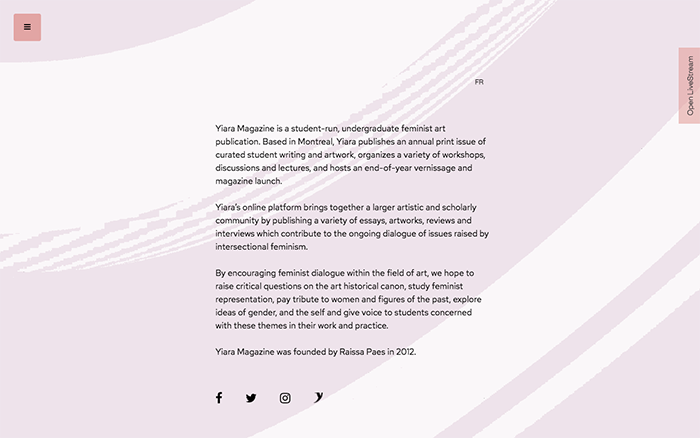 FR
Open LiveStream
Yiara Magazine is a student-run, undergraduate feminist art
publication. Based in Montreal, Yiara publishes an annual print issue of
curated student writing and artwork, organizes a variety of workshops,
discussions and lectures, and hosts an end-of-year vernissage and
magazine launch.
Yiara's online platform brings together a larger artistic and scholarly
community by publishing a variety of essays, artworks, reviews and
interviews which contribute to the ongoing dialogue of issues raised by
intersectional feminism.
By encouraging feminist dialogue within the field of art, we hope to
raise critical questions on the art historical canon, study feminist
representation, pay tribute to women and figures of the past, explore
ideas of gender, and the self and give voice to students concerned
with these themes in their work and practice.
Yiara Magazine was founded by Raissa Paes in 2012.